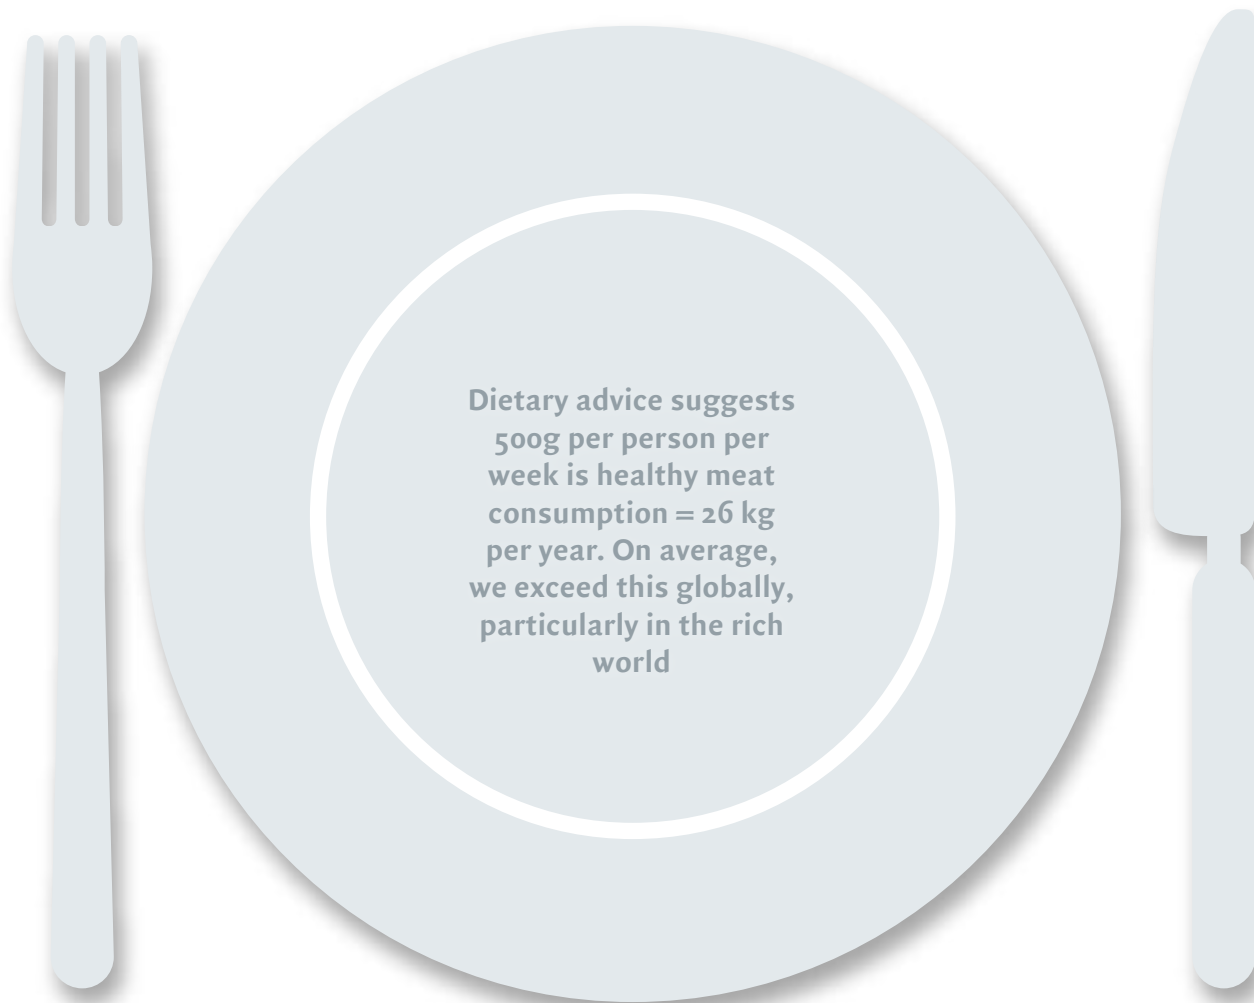 Dietary advice suggests
500g per person per
week is healthy meat
consumption = 26 kg
per year. On average,
we exceed this globally,
particularly in the rich
world